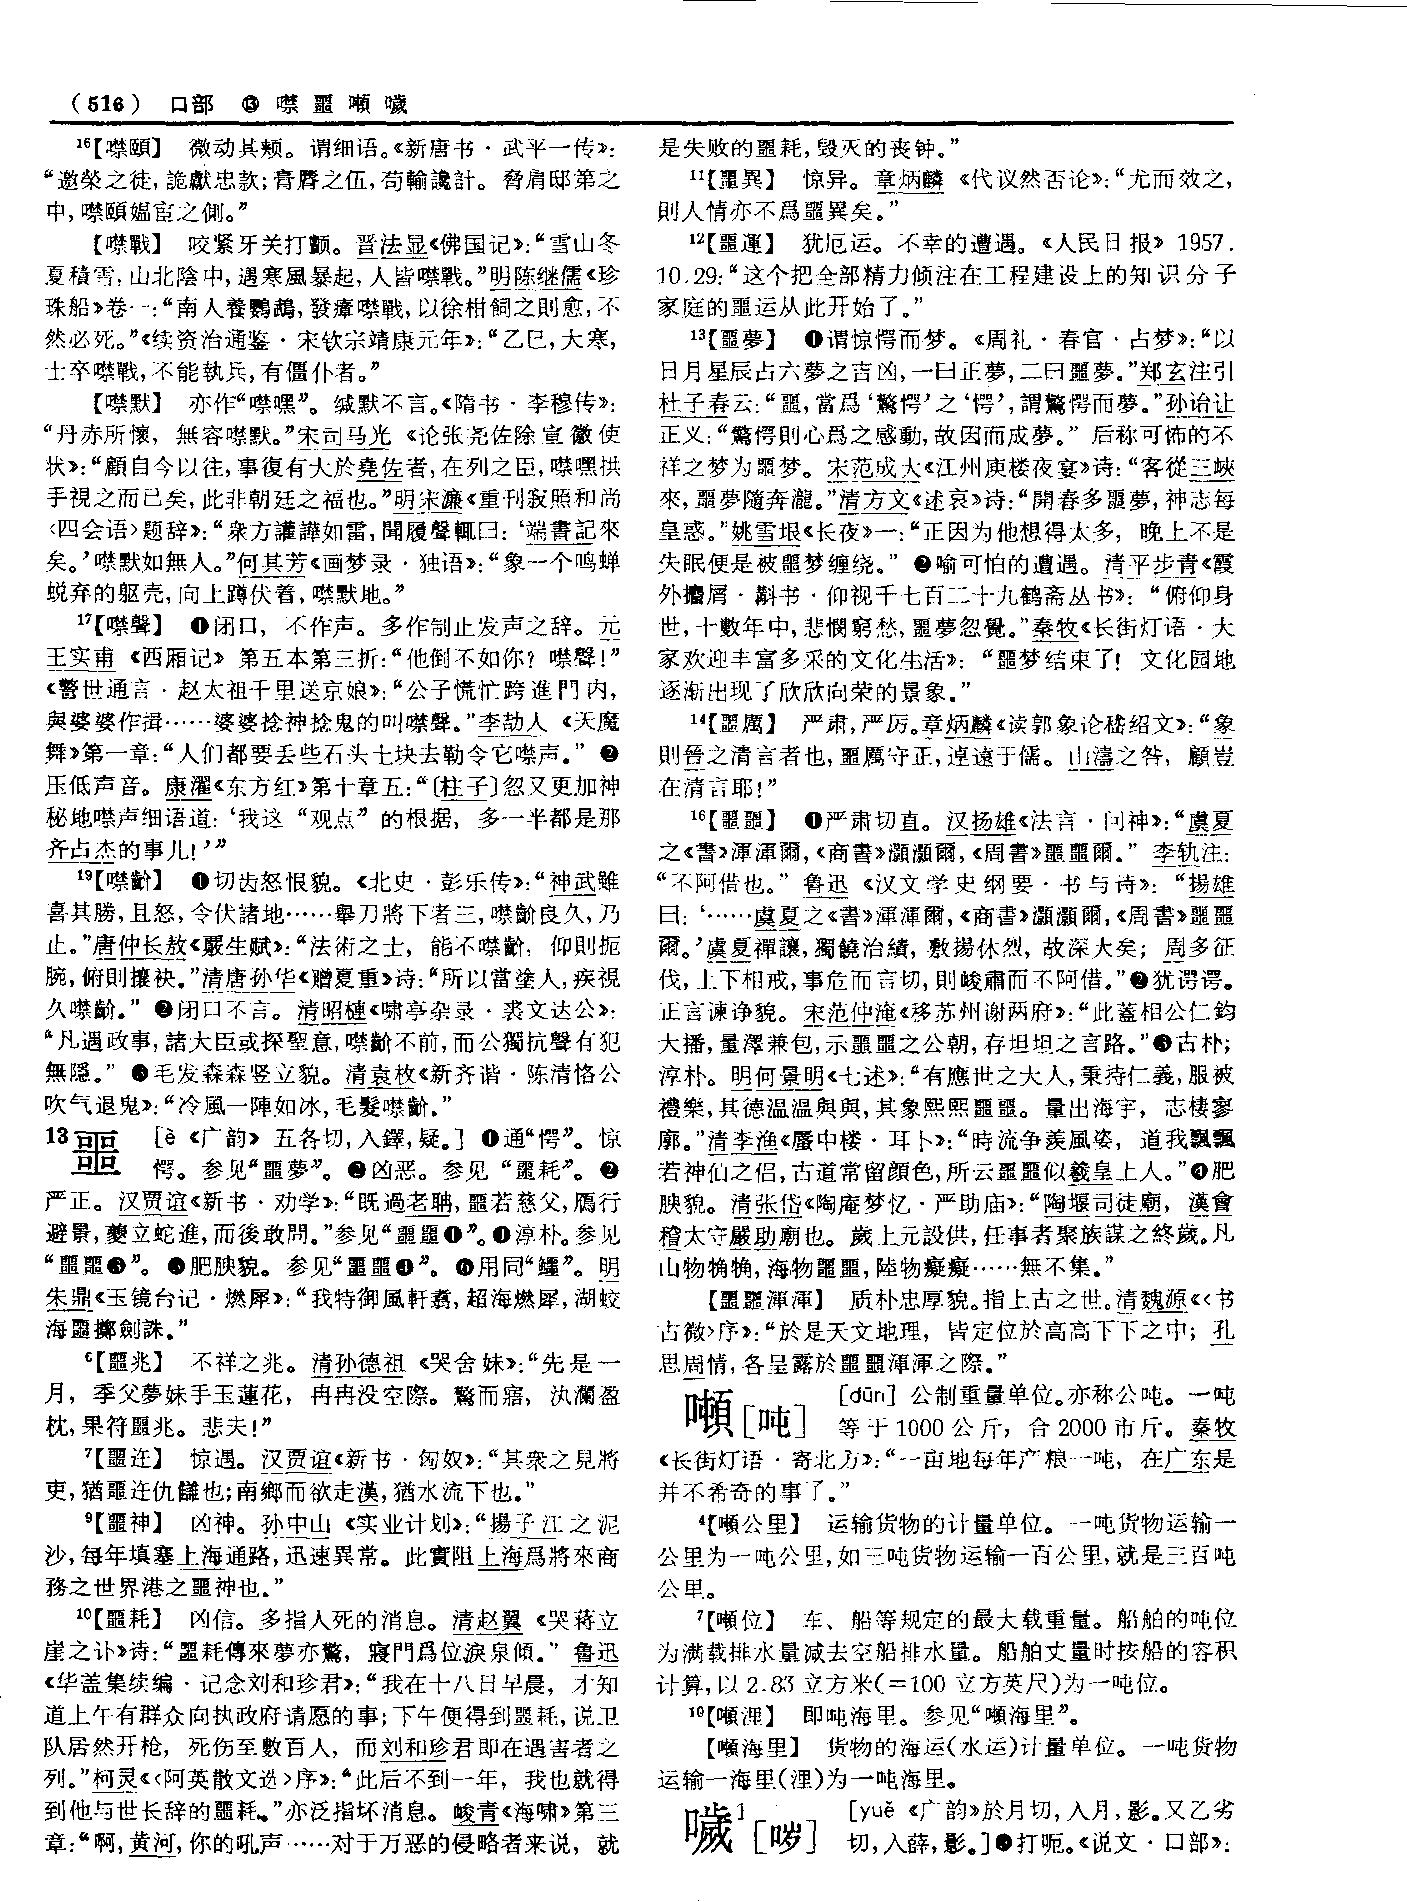 （516） 口部 ⑬ 噤噩噸噦
¹⁶【噤頤】 微动其颊。谓细语。《新唐书·武平一传》：
“邀榮之徒，詭獻忠款；膏脣之伍，苟輸讒計。脅肩邸第之
中，噤頤媪宦之側。”
【噤戰】 咬紧牙关打颤。晋法显《佛国记》：“雪山冬
夏積雪，山北陰中，遇寒風暴起，人皆噤戰。”明陈继儒《珍
珠船》卷一：“南人養鸚鵡，發瘴噤戰，以徐柑飼之則愈，不
然必死。”《续资治通鉴·宋钦宗靖康元年》：“乙巳，大寒，
士卒噤戰，不能執兵，有僵仆者。”
【噤默】 亦作“噤嘿”。缄默不言。《隋书·李穆传》：
“丹赤所懷，無容噤默。”宋司马光《论张尧佐除宣徽使
状》：“顧自今以往，事復有大於堯佐者，在列之臣，噤嘿拱
手視之而已矣，此非朝廷之福也。”明宋濂《重刊寂照和尚
〈四会语〉题辞》：“衆方讙譁如雷，聞履聲輒曰：‘端書記來
矣。’噤默如無人。”何其芳《画梦录·独语》：“象一个鸣蝉
蜕弃的躯壳，向上蹲伏着，噤默地。”
¹⁷【噤聲】 ❶闭口，不作声。多作制止发声之辞。元
王实甫《西厢记》第五本第三折：“他倒不如你？噤聲！”
《警世通言·赵太祖千里送京娘》：“公子慌忙跨進門内，
與婆婆作揖……婆婆捻神捻鬼的叫噤聲。”李劼人《天魔
舞》第一章：“人们都要丢些石头七块去勒令它噤声。” ❷
压低声音。康濯《东方红》第十章五：“〔柱子〕忽又更加神
秘地噤声细语道：‘我这“观点”的根据，多一半都是那
齐占杰的事儿！’”
¹⁹【噤齘】 ❶切齿怒恨貌。《北史·彭乐传》：“神武雖
喜其勝，且怒，令伏諸地……舉刀將下者三，噤齘良久，乃
止。”唐仲长敖《覈生赋》：“法術之士，能不噤齘，仰則扼
腕，俯則攘袂。”清唐孙华《赠夏重》诗：“所以當塗人，疾視
久噤齘。” ❷闭口不言。清昭槤《啸亭杂录·裘文达公》：
“凡遇政事，諸大臣或探聖意，噤齘不前，而公獨抗聲有犯
無隱。” ❸毛发森森竖立貌。清袁枚《新齐谐·陈清恪公
吹气退鬼》：“冷風一陣如冰，毛髮噤齘。”
13噩 [è《广韵》五各切，入鐸，疑。] ❶通“愕”。惊
愕。参见“噩夢”。❷凶恶。参见“噩耗”。❷
严正。汉贾谊《新书·劝学》：“既過老聃，噩若慈父，鴈行
避景，夔立蛇進，而後敢問。”参见“噩噩❶”。❹淳朴。参见
“噩噩❸”。❺肥腴貌。参见“噩噩❹”。❻用同“鱷”。明
朱鼎《玉镜台记·燃犀》：“我特御風軒翥，超海燃犀，湖蛟
海噩擲劍誅。”
⁶【噩兆】 不祥之兆。清孙德祖《哭舍妹》：“先是一
月，季父夢妹手玉蓮花，冉冉没空際。驚而寤，汍瀾盈
枕，果符噩兆。悲夫！”
⁷【噩迕】 惊遇。汉贾谊《新书·匈奴》：“其衆之見將
吏，猶噩迕仇讎也；南鄉而欲走漢，猶水流下也。”
⁹【噩神】 凶神。孙中山《实业计划》：“揚子江之泥
沙，每年填塞上海通路，迅速異常。此實阻上海爲將來商
務之世界港之噩神也。”
¹⁰【噩耗】 凶信。多指人死的消息。清赵翼《哭蒋立
崖之讣》诗：“噩耗傳來夢亦驚，寢門爲位淚泉傾。” 鲁迅
《华盖集续编·记念刘和珍君》：“我在十八日早晨，才知
道上午有群众向执政府请愿的事；下午便得到噩耗，说卫
队居然开枪，死伤至数百人，而刘和珍君即在遇害者之
列。”柯灵《〈阿英散文选〉序》：“此后不到一年，我也就得
到他与世长辞的噩耗。”亦泛指坏消息。峻青《海啸》第三
章：“啊，黄河，你的吼声……对于万恶的侵略者来说，就
是失败的噩耗，毁灭的丧钟。”
¹¹【噩異】 惊异。章炳麟《代议然否论》：“尤而效之，
則人情亦不爲噩異矣。”
¹²【噩運】 犹厄运。不幸的遭遇。《人民日报》1957.
10.29：“这个把全部精力倾注在工程建设上的知识分子
家庭的噩运从此开始了。”
¹³【噩夢】 ❶谓惊愕而梦。《周礼·春官·占梦》：“以
日月星辰占六夢之吉凶，一曰正夢，二曰噩夢。”郑玄注引
杜子春云：“噩，當爲‘驚愕’之‘愕’，謂驚愕而夢。”孙诒让
正义：“驚愕則心爲之感動，故因而成夢。” 后称可怖的不
祥之梦为噩梦。宋范成大《江州庾楼夜宴》诗：“客從三峽
來，噩夢隨奔瀧。”清方文《述哀》诗：“開春多噩夢，神志每
皇惑。”姚雪垠《长夜》一：“正因为他想得太多，晚上不是
失眠便是被噩梦缠绕。” ❷喻可怕的遭遇。清平步青《霞
外攟屑·斠书·仰视千七百二十九鹤斋丛书》：“俯仰身
世，十數年中，悲憫窮愁，噩夢忽覺。”秦牧《长街灯语·大
家欢迎丰富多采的文化生活》：“噩梦结束了！文化园地
逐渐出现了欣欣向荣的景象。”
¹⁴【噩厲】 严肃，严厉。章炳麟《读郭象论嵇绍文》：“象
則晉之清言者也，噩厲守正，逴遠于儒。山濤之咎，顧豈
在清言耶！”
¹⁶【噩噩】 ❶严肃切直。汉扬雄《法言·问神》：“虞夏
之《書》渾渾爾，《商書》灝灝爾，《周書》噩噩爾。” 李轨注：
“不阿借也。” 鲁迅《汉文学史纲要·书与诗》：“揚雄
曰：‘……虞夏之《書》渾渾爾，《商書》灝灝爾，《周書》噩噩
爾。’虞夏禪讓，獨饒治績，敷揚休烈，故深大矣；周多征
伐，上下相戒，事危而言切，則峻肅而不阿借。”❷犹谔谔。
正言谏诤貌。宋范仲淹《移苏州谢两府》：“此蓋相公仁鈞
大播，量澤兼包，示噩噩之公朝，存坦坦之言路。”❸古朴；
淳朴。明何景明《七述》：“有應世之大人，秉持仁義，服被
禮樂，其德温温與與，其象熙熙噩噩。量出海宇，志棲寥
廓。”清李渔《蜃中楼·耳卜》：“時流争羡風姿，道我飄飄
若神仙之侣，古道常留顔色，所云噩噩似羲皇上人。”❹肥
腴貌。清张岱《陶庵梦忆·严助庙》：“陶堰司徒廟，漢會
稽太守嚴助廟也。歲上元設供，任事者聚族謀之終歲。凡
山物觕觕，海物噩噩，陸物癡癡……無不集。”
【噩噩渾渾】 质朴忠厚貌。指上古之世。清魏源《〈书
古微〉序》：“於是天文地理，皆定位於高高下下之中；孔
思周情，各呈露於噩噩渾渾之際。”
噸[吨] [dūn] 公制重量单位。亦称公吨。一吨
等于1000公斤，合2000市斤。秦牧
《长街灯语·寄北方》：“一亩地每年产粮一吨，在广东是
并不希奇的事了。”
⁴【噸公里】 运输货物的计量单位。一吨货物运输一
公里为一吨公里，如三吨货物运输一百公里，就是三百吨
公里。
⁷【噸位】 车、船等规定的最大载重量。船舶的吨位
为满载排水量减去空船排水量。船舶丈量时按船的容积
计算，以2.83立方米（＝100立方英尺）为一吨位。
¹⁰【噸浬】 即吨海里。参见“噸海里”。
【噸海里】 货物的海运（水运）计量单位。一吨货物
运输一海里（浬）为一吨海里。
噦¹[哕] [yuě《广韵》於月切，入月，影。又乙劣
切，入薛，影。]❶打呃。《说文·口部》：